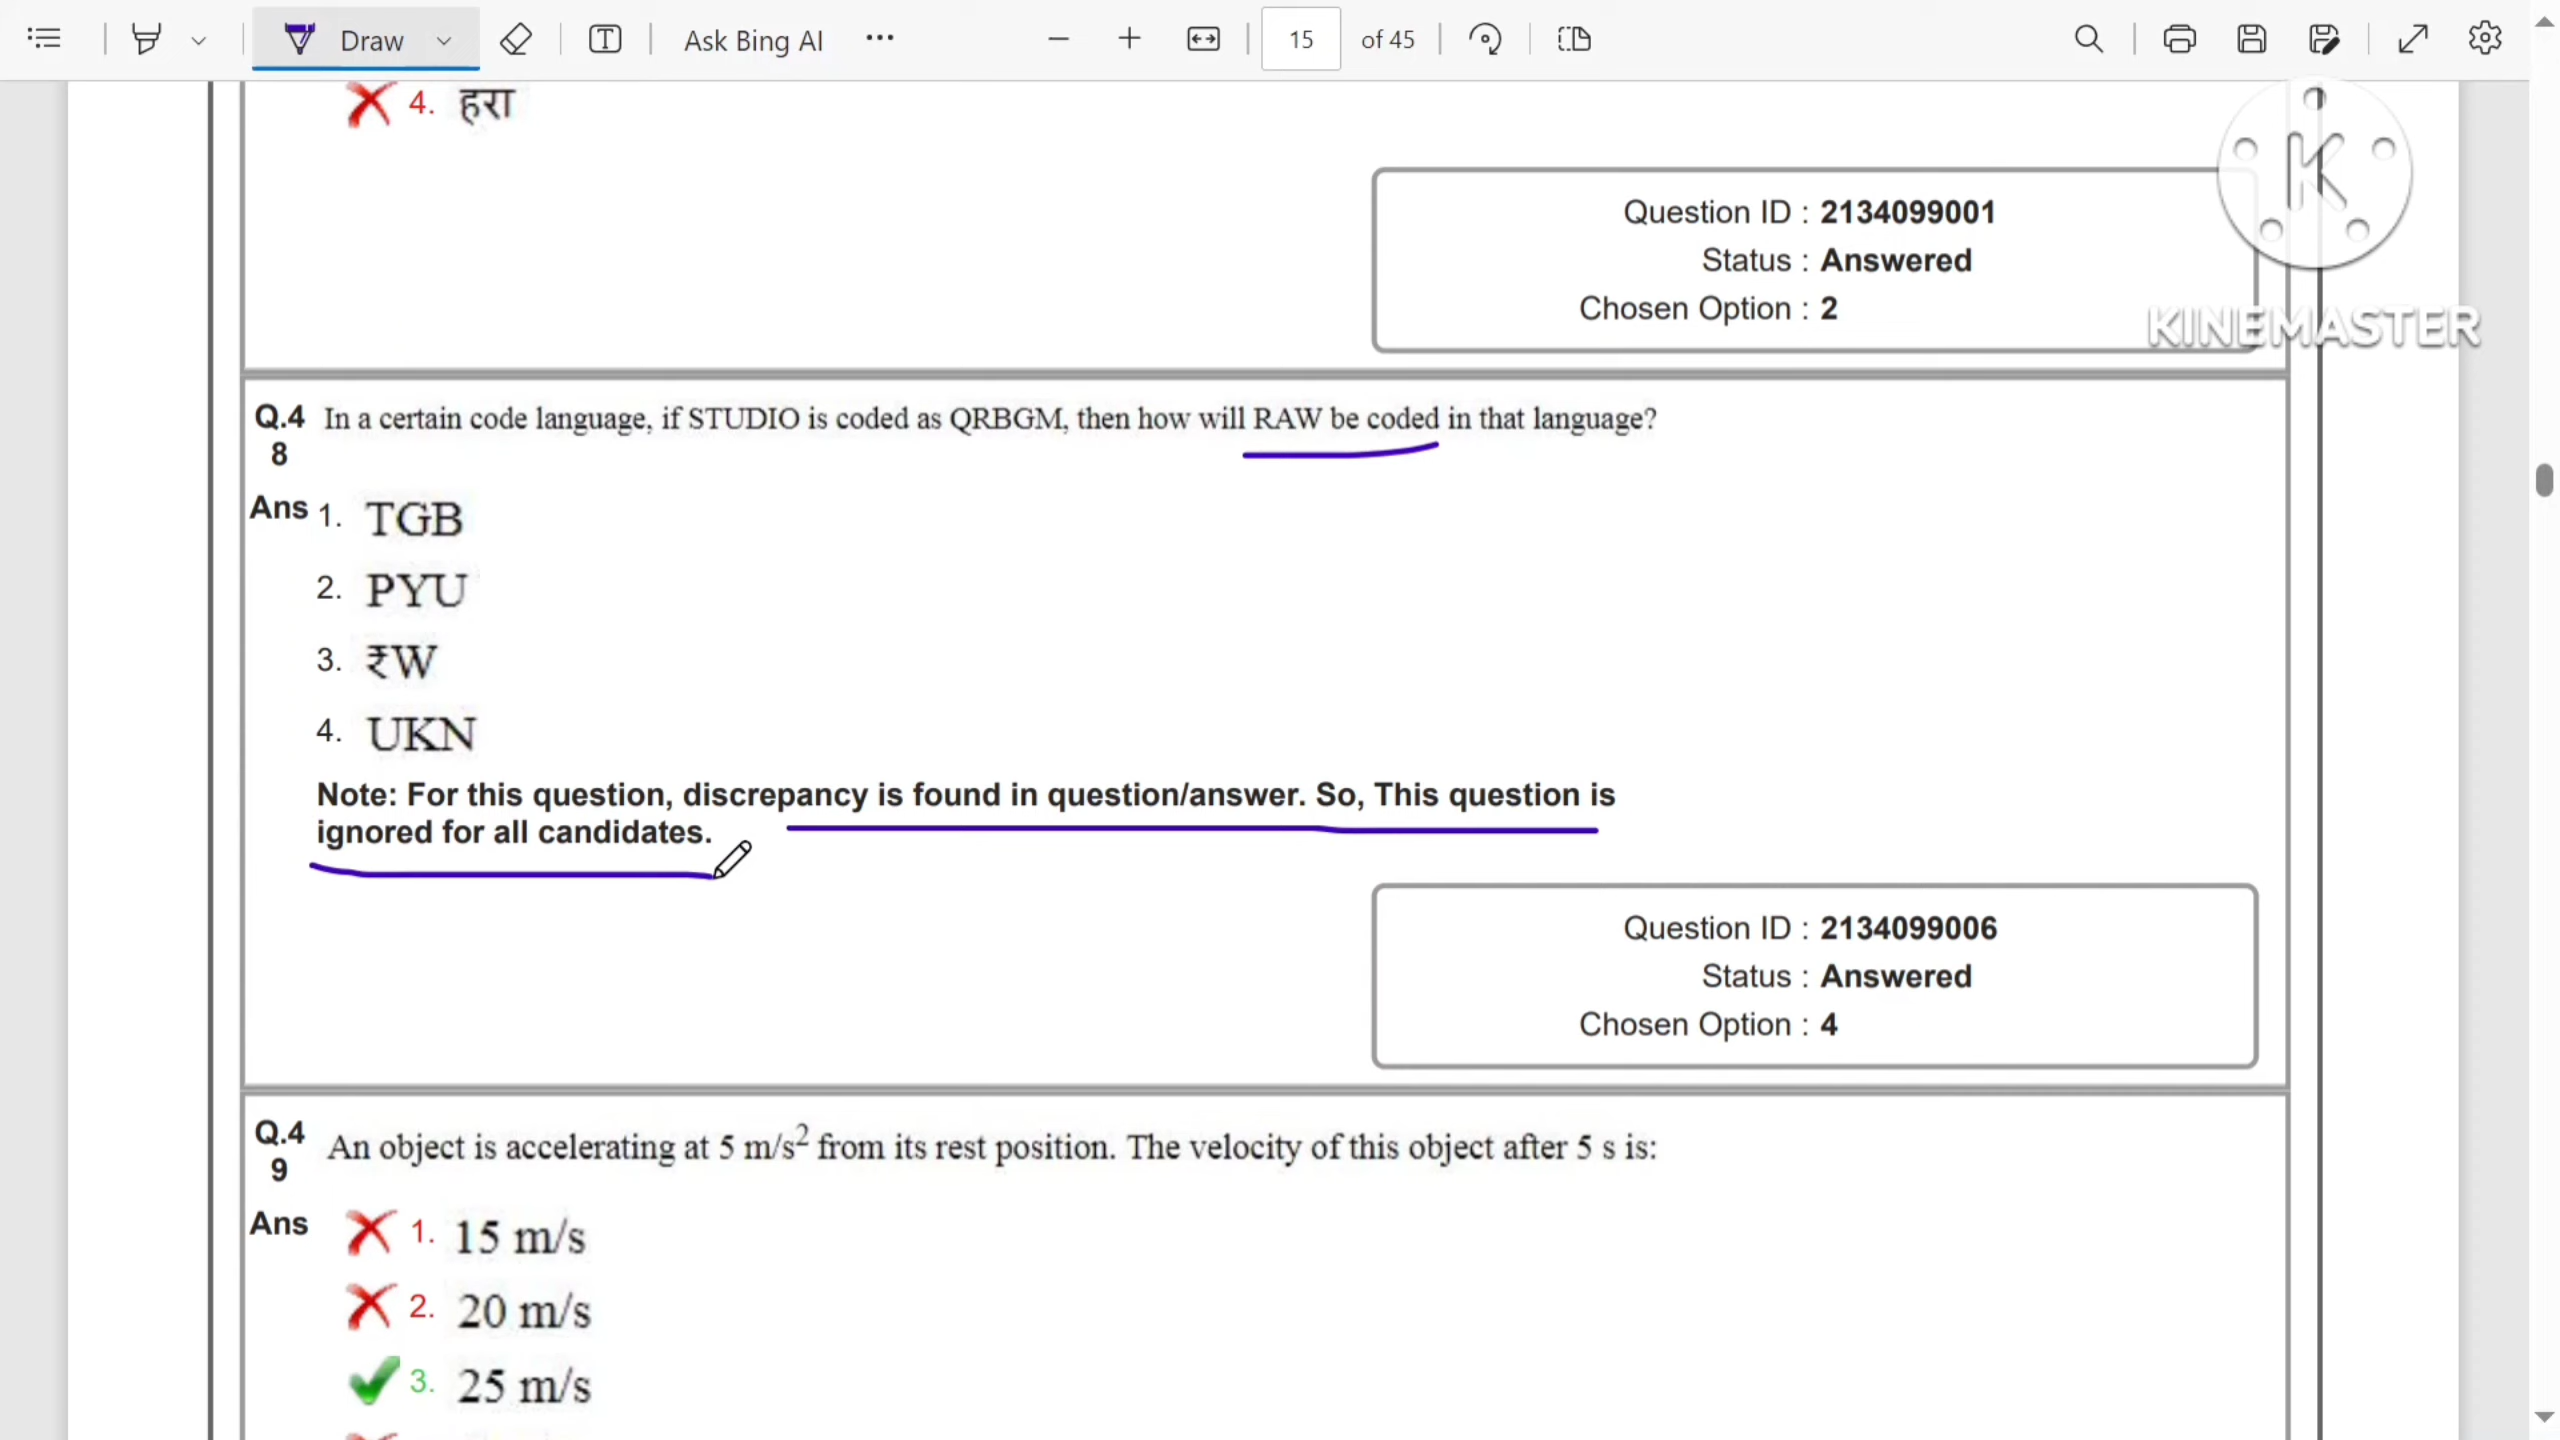 Draw
Ask Bing AI
15 of 45
4. हरा
Question ID : 2134099001
Status : Answered
Chosen Option : 2
KINEMASTER
Q.4 In a certain code language, if STUDIO is coded as QRBGM, then how will RAW be coded in that language?
8
Ans 1. TGB
2. PYU
3. ₹W
4. UKN
Note: For this question, discrepancy is found in question/answer. So, This question is
ignored for all candidates.
Question ID : 2134099006
Status : Answered
Chosen Option : 4
Q.4 An object is accelerating at 5 m/s² from its rest position. The velocity of this object after 5 s is:
9
Ans 1. 15 m/s
2. 20 m/s
3. 25 m/s